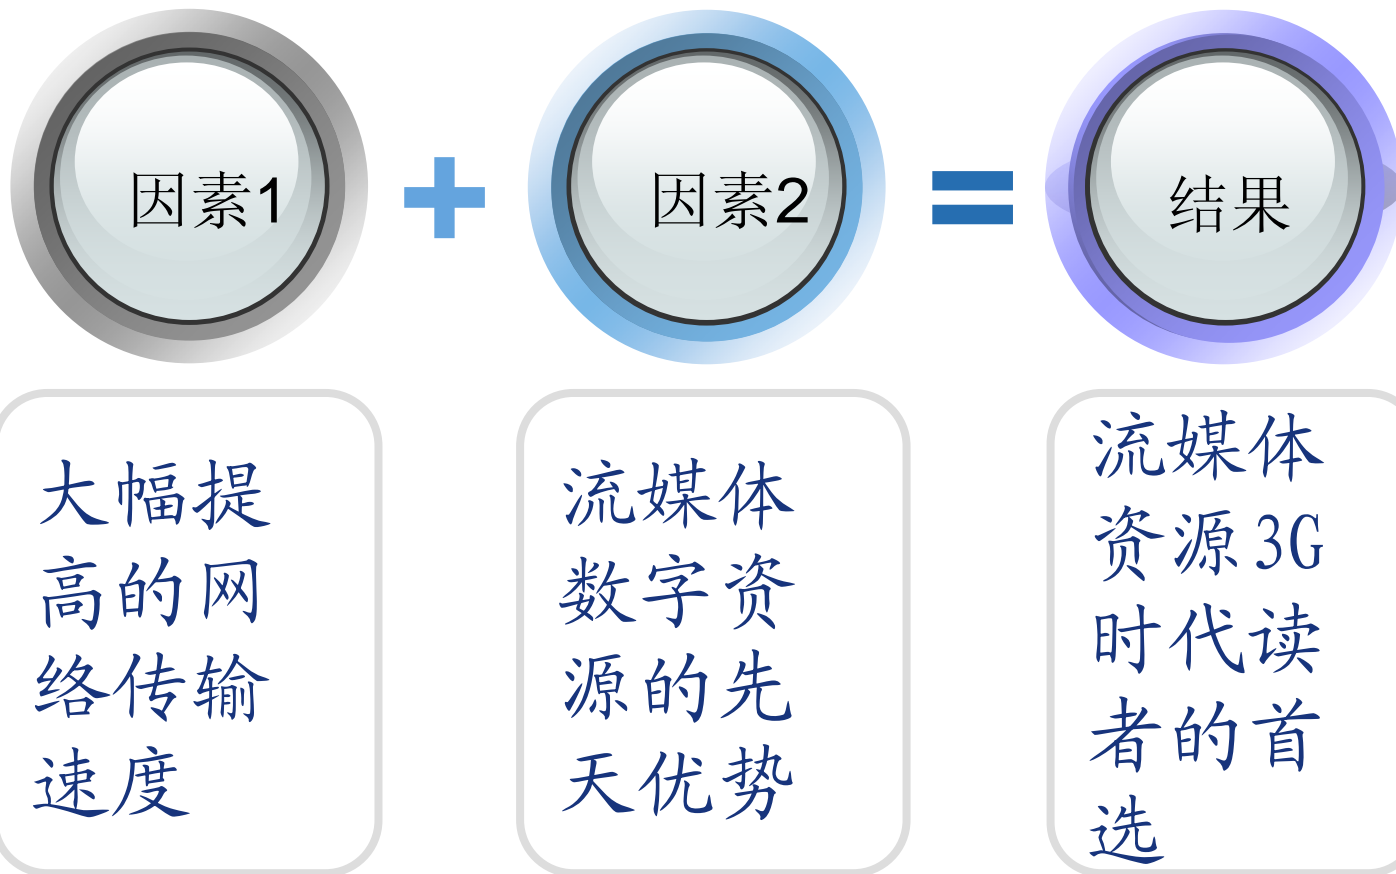 因素1
+
因素2
=
结果
大幅提
高的网
络传输
速度
流媒体
数字资
源的先
天优势
流媒体
资源3G
时代读
者的首
选